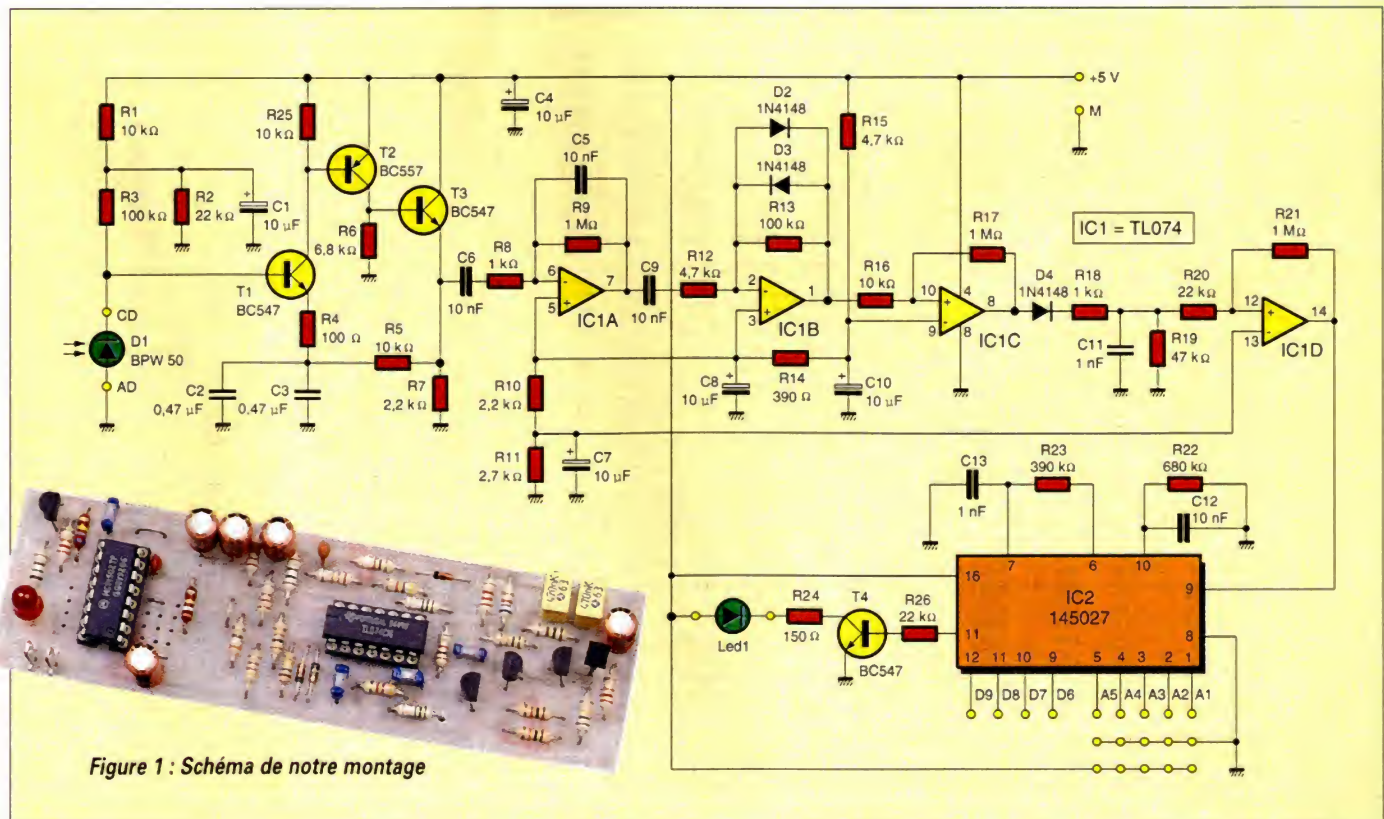 R1
10 kΩ
R25
10 kΩ
C4
10 µF
+5 V
M
D2
1N4148
D3
1N4148
R13
100 kΩ
R15
4,7 kΩ
R3
100 kΩ
R2
22 kΩ
C1
10 µF
T2
BC557
T3
BC547
R6
6,8 kΩ
C5
10 nF
R9
1 MΩ
R17
1 MΩ
IC1 = TL074
R21
1 MΩ
T1
BC547
C6
10 nF
R8
1 kΩ
6
5
7
IC1A
C9
10 nF
R12
4,7 kΩ
2
3
1
IC1B
R16
10 kΩ
10
9
4
8
8
IC1C
D4
1N4148
R18
1 kΩ
R20
22 kΩ
12
13
14
IC1D
C11
1 nF
R19
47 kΩ
CD
D1
BPW 50
AD
R4
100 Ω
R5
10 kΩ
C2
0,47 µF
C3
0,47 µF
R7
2,2 kΩ
R10
2,2 kΩ
C8
10 µF
R14
390 Ω
C10
10 µF
R11
2,7 kΩ
C7
10 µF
C13
1 nF
R23
390 kΩ
R22
680 kΩ
C12
10 nF
7
6
10
16
9
IC2
145027
11
8
12
11
10
9
5
4
3
2
1
D9
D8
D7
D6
A5
A4
A3
A2
A1
Led1
R24
150 Ω
T4
BC547
R26
22 kΩ
Figure 1 : Schéma de notre montage